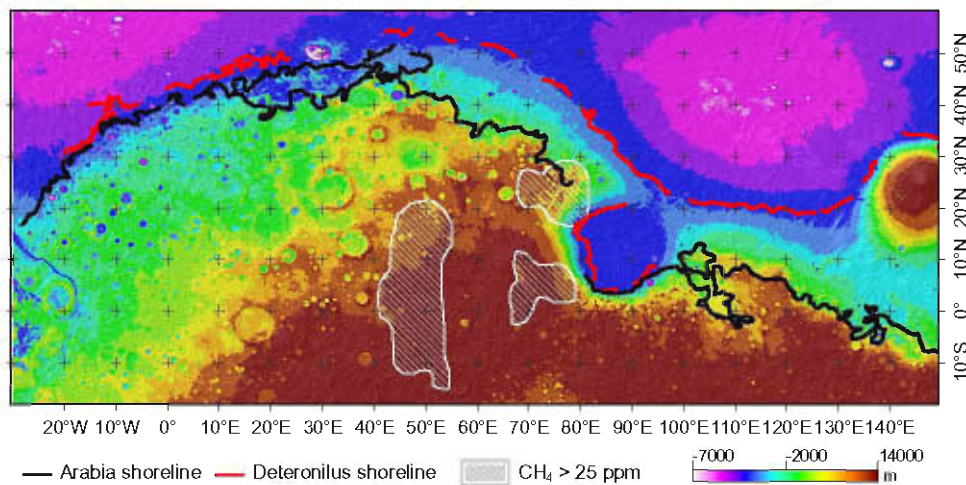 50°N
40°N
30°N
20°N
10°N
0°
10°S
20°W 10°W 0° 10°E 20°E 30°E 40°E 50°E 60°E 70°E 80°E 90°E 100°E 110°E 120°E 130°E 140°E
Arabia shoreline Deteronilus shoreline CH₄ > 25 ppm -7000 -2000 14000
m